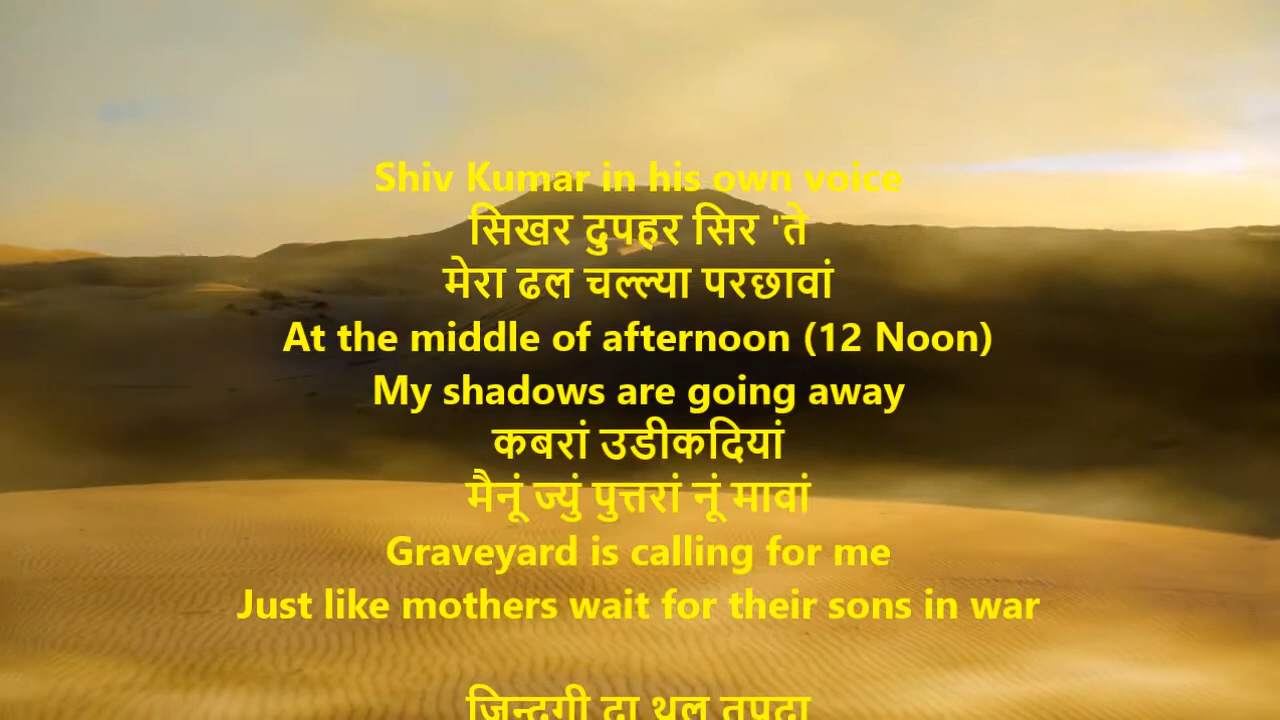 Shiv Kumar in his own voice
सिखर दुपहर सिर 'ते
मेरा ढल चल्ल्या परछावां
At the middle of afternoon (12 Noon)
My shadows are going away
कबरां उडीकदियां
मैनूं ज्युं पुत्तरां नूं मावां
Graveyard is calling for me
Just like mothers wait for their sons in war
ज़िन्दगी दा थल तपदा